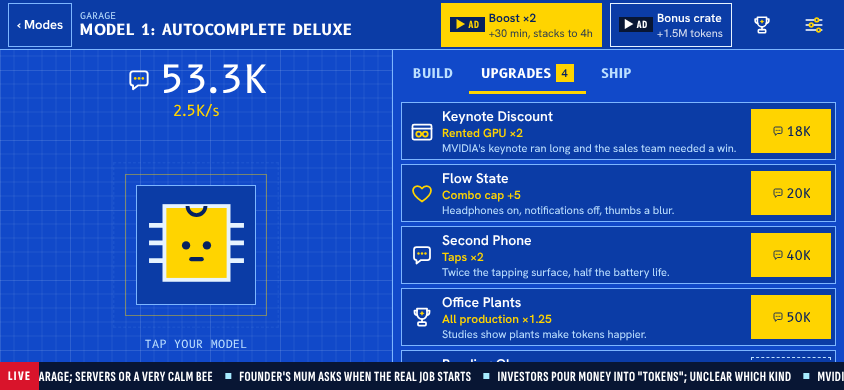 ‹ Modes
GARAGE
MODEL 1: AUTOCOMPLETE DELUXE
AD
Boost ×2
+30 min, stacks to 4h
AD
Bonus crate
+1.5M tokens
53.3K
2.5K/s
TAP YOUR MODEL
BUILD
UPGRADES 4
SHIP
Keynote Discount
Rented GPU ×2
MVIDIA's keynote ran long and the sales team needed a win.
18K
Flow State
Combo cap +5
Headphones on, notifications off, thumbs a blur.
20K
Second Phone
Taps ×2
Twice the tapping surface, half the battery life.
40K
Office Plants
All production ×1.25
Studies show plants make tokens happier.
50K
LIVE
ARAGE; SERVERS OR A VERY CALM BEE ■ FOUNDER'S MUM ASKS WHEN THE REAL JOB STARTS ■ INVESTORS POUR MONEY INTO "TOKENS"; UNCLEAR WHICH KIND ■ MVIDI